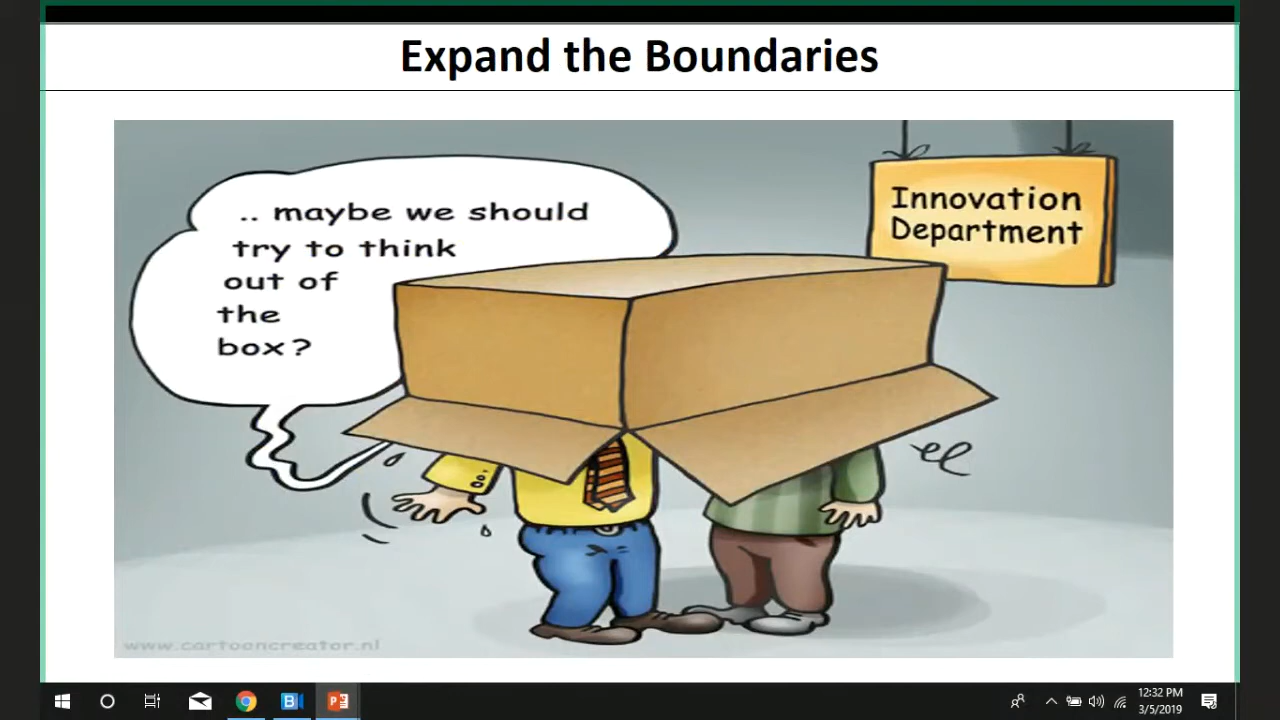 Expand the Boundaries
.. maybe we should
try to think
out of
the
box?
Innovation
Department
www.cartooncreator.nl
12:32 PM
3/5/2019